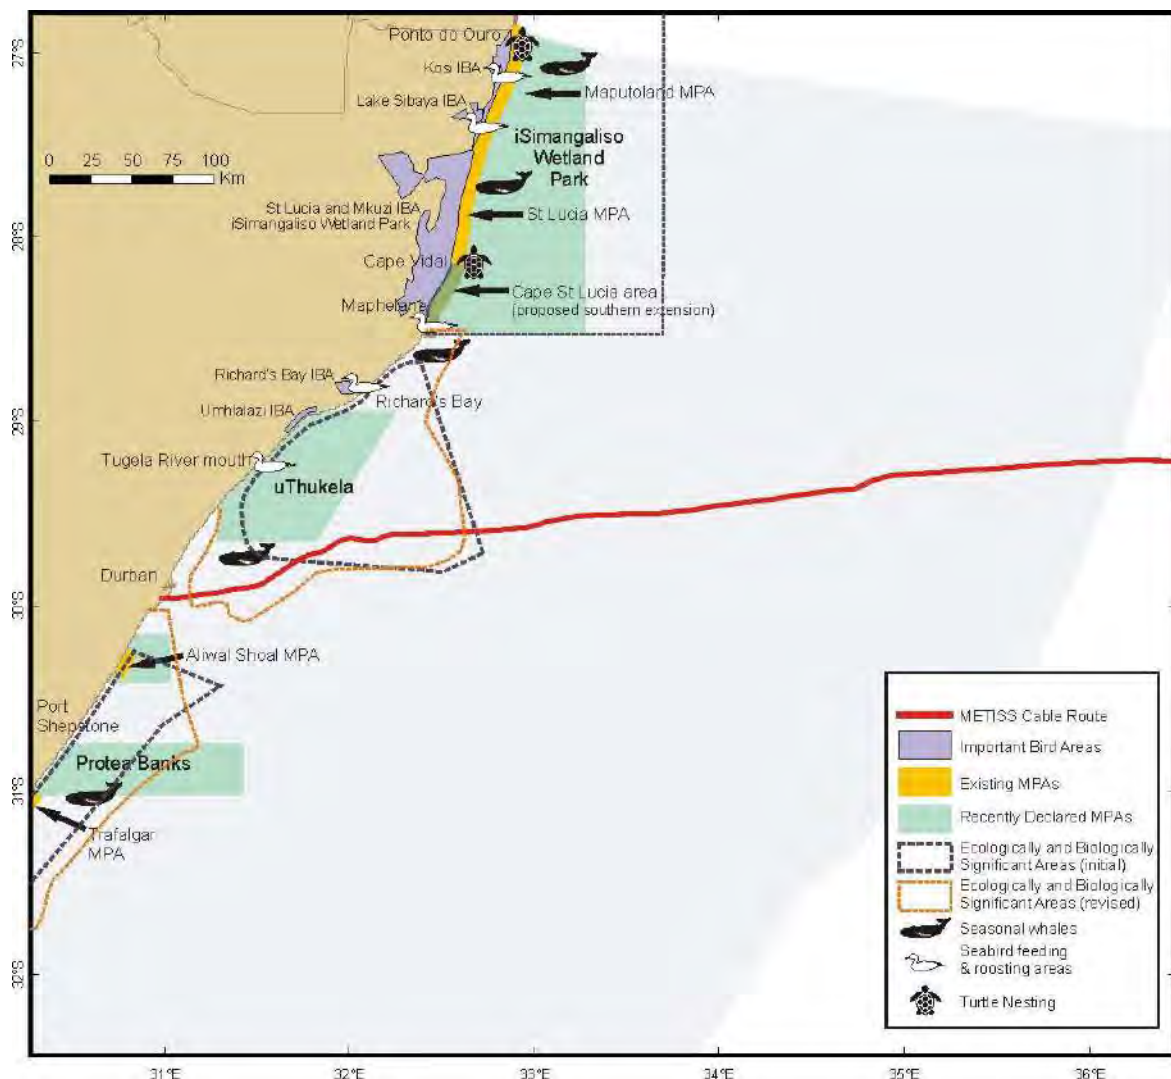 27°S
28°S
29°S
30°S
31°S
32°S
Ponto do Ouro
Kosi IBA
Maputoland MPA
Lake Sibaya IBA
iSimangaliso
Wetland
Park
0 25 50 75 100
Km
St Lucia and Mkuzi IBA
iSimangaliso Wetland Park
St Lucia MPA
Cape Vidal
Cape St Lucia area
(proposed southern extension)
Maphelane
Richard's Bay IBA
Richard's Bay
Umhlalazi IBA
Tugela River mouth
uThukela
Durban
Aliwal Shoal MPA
Port
Shepstone
Protea Banks
Trafalgar
MPA
METISS Cable Route
Important Bird Areas
Existing MPAs
Recently Declared MPAs
Ecologically and Biologically
Significant Areas (initial)
Ecologically and Biologically
Significant Areas (revised)
Seasonal whales
Seabird feeding
& roosting areas
Turtle Nesting
31°E 32°E 33°E 34°E 35°E 36°E